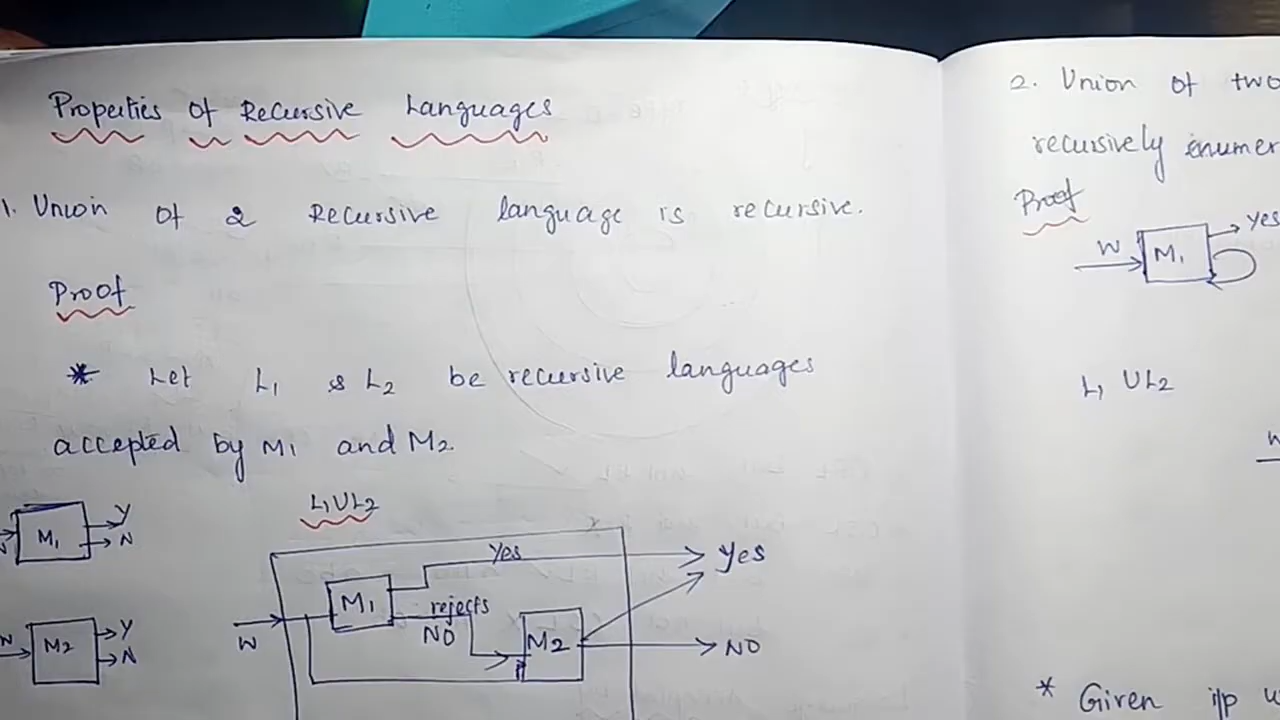 Properties of Recursive Languages
1. Union of 2 Recursive language is recursive.
Proof
* Let L1 & L2 be recursive languages
accepted by M1 and M2.
M1 Y N
W M2 Y N
L1UL2
W M1 Yes rejects NO M2 Yes NO
2. Union of two
recursively enumer
Proof
W M1 Yes
L1 UL2
W
* Given i/p